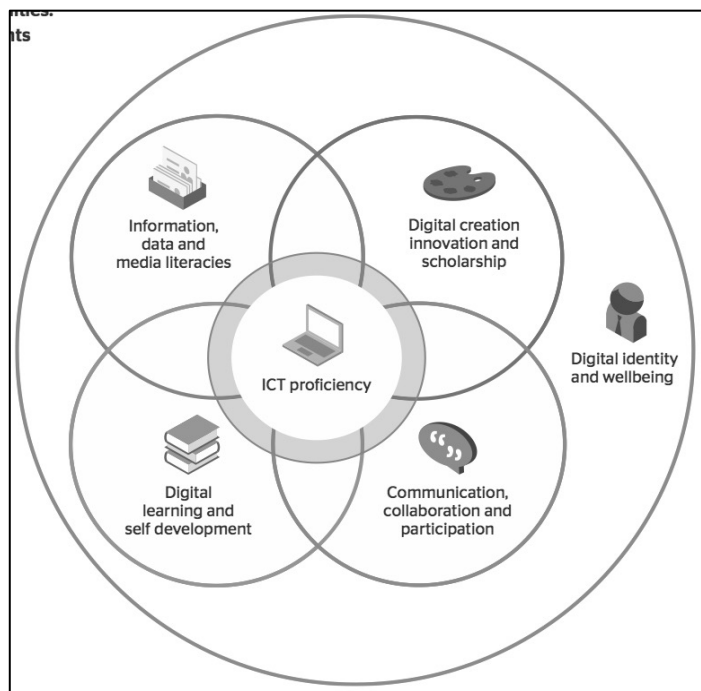 nts
Information,
data and
media literacies
Digital creation
innovation and
scholarship
ICT proficiency
Digital identity
and wellbeing
Digital
learning and
self development
Communication,
collaboration and
participation